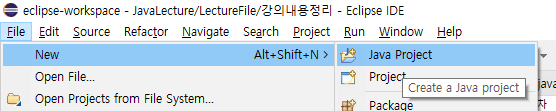 eclipse-workspace - JavaLecture/LectureFile/강의내용정리 - Eclipse IDE
File Edit Source Refactor Navigate Search Project Run Window Help
New Alt+Shift+N > Java Project
Open File... Project...
Create a Java project
Open Projects from File System... Package